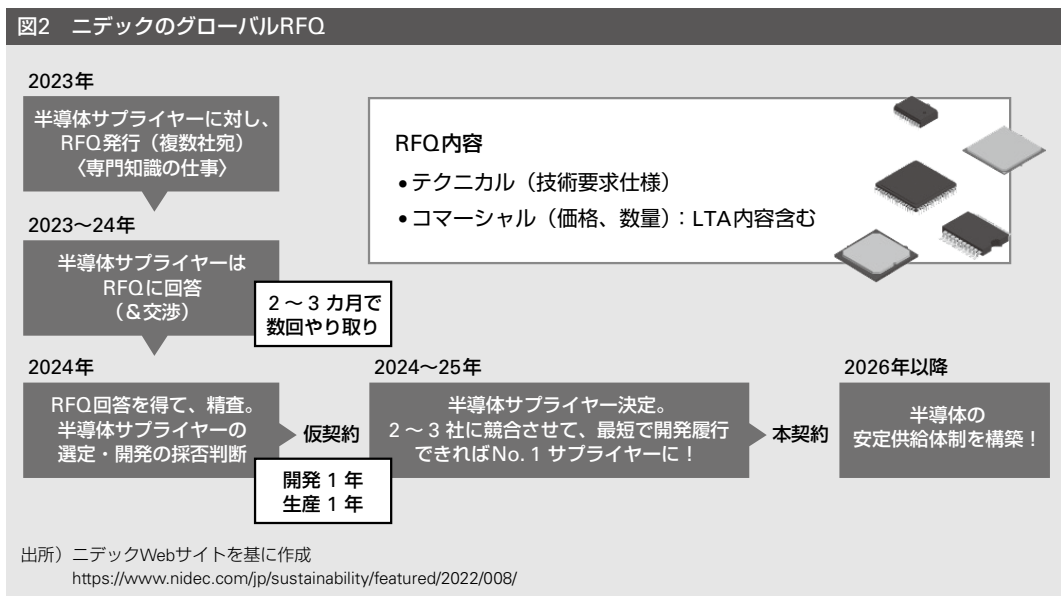 図2 ニデックのグローバルRFQ
2023年
半導体サプライヤーに対し、
RFQ発行（複数社宛）
〈専門知識の仕事〉
RFQ内容
•テクニカル（技術要求仕様）
•コマーシャル（価格、数量）：LTA内容含む
2023〜24年
半導体サプライヤーは
RFQに回答
（＆交渉）
2〜3カ月で
数回やり取り
2024年
RFQ回答を得て、精査。
半導体サプライヤーの
選定・開発の採否判断
仮契約
開発1年
生産1年
2024〜25年
半導体サプライヤー決定。
2〜3社に競合させて、最短で開発履行
できればNo.1サプライヤーに！
本契約
2026年以降
半導体の
安定供給体制を構築！
出所）ニデックWebサイトを基に作成
https://www.nidec.com/jp/sustainability/featured/2022/008/